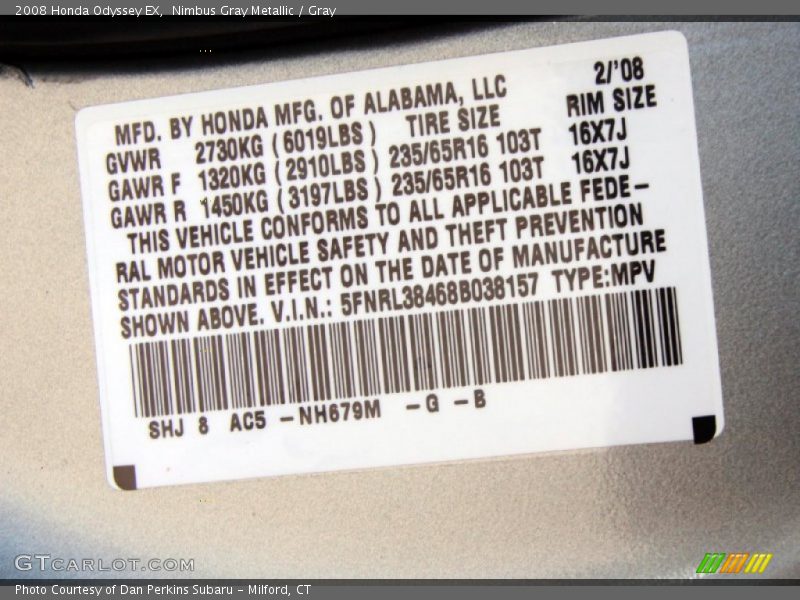 2008 Honda Odyssey EX, Nimbus Gray Metallic / Gray
2/'08
MFD. BY HONDA MFG. OF ALABAMA, LLC
TIRE SIZE RIM SIZE
GVWR 2730KG (6019LBS)
GAWR F 1320KG (2910LBS) 235/65R16 103T 16X7J
GAWR R 1450KG (3197LBS) 235/65R16 103T 16X7J
THIS VEHICLE CONFORMS TO ALL APPLICABLE FEDE-
RAL MOTOR VEHICLE SAFETY AND THEFT PREVENTION
STANDARDS IN EFFECT ON THE DATE OF MANUFACTURE
SHOWN ABOVE. V.I.N.: 5FNRL38468B038157 TYPE:MPV
SHJ 8 AC5 -NH679M -G -B
GTCARLOT.COM
Photo Courtesy of Dan Perkins Subaru - Milford, CT